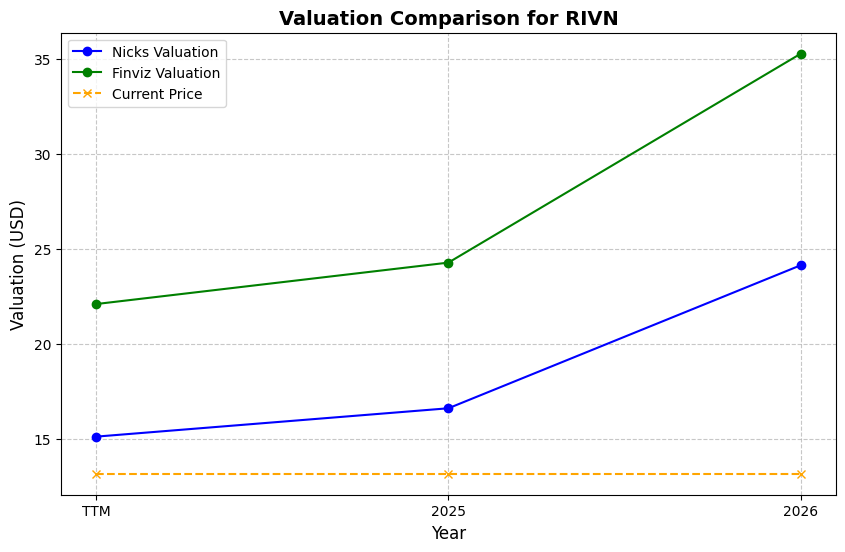 Valuation Comparison for RIVN
Nicks Valuation
Finviz Valuation
Current Price
Valuation (USD)
35
30
25
20
15
TTM
2025
2026
Year